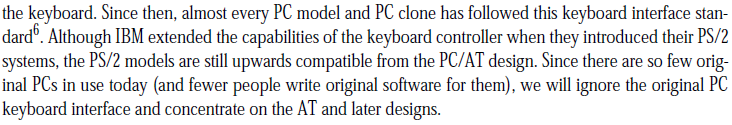 the keyboard. Since then, almost every PC model and PC clone has followed this keyboard interface stan-
dard6. Although IBM extended the capabilities of the keyboard controller when they introduced their PS/2
systems, the PS/2 models are still upwards compatible from the PC/AT design. Since there are so few orig-
inal PCs in use today (and fewer people write original software for them), we will ignore the original PC
keyboard interface and concentrate on the AT and later designs.